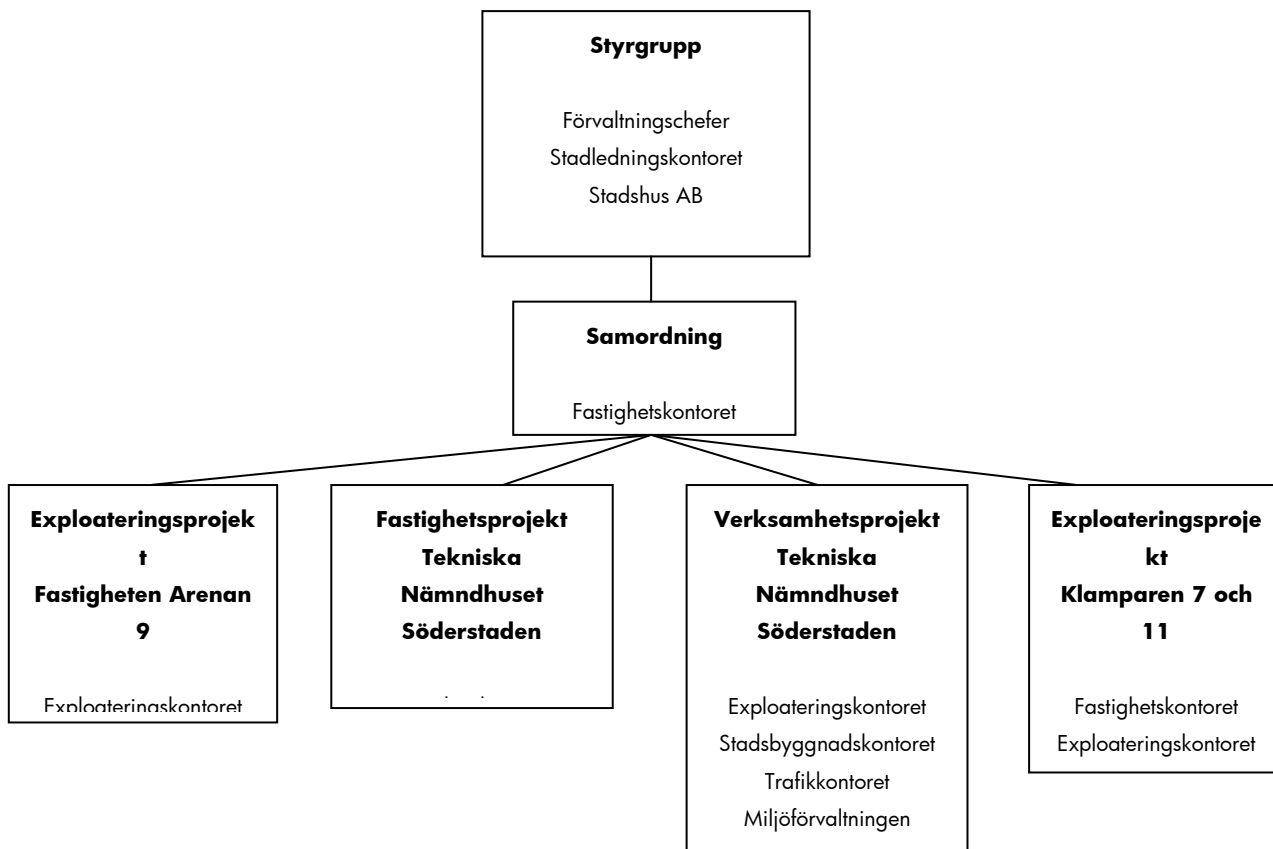 Styrgrupp
Förvaltningschefer
Stadledningskontoret
Stadshus AB
Samordning
Fastighetskontoret
Exploateringsprojek
t
Fastigheten Arenan
9
Exploateringskontoret
Fastighetsprojekt
Tekniska
Nämndhuset
Söderstaden
Verksamhetsprojekt
Tekniska
Nämndhuset
Söderstaden
Exploateringskontoret
Stadsbyggnadskontoret
Trafikkontoret
Miljöförvaltningen
Exploateringsproje
kt
Klamparen 7 och
11
Fastighetskontoret
Exploateringskontoret